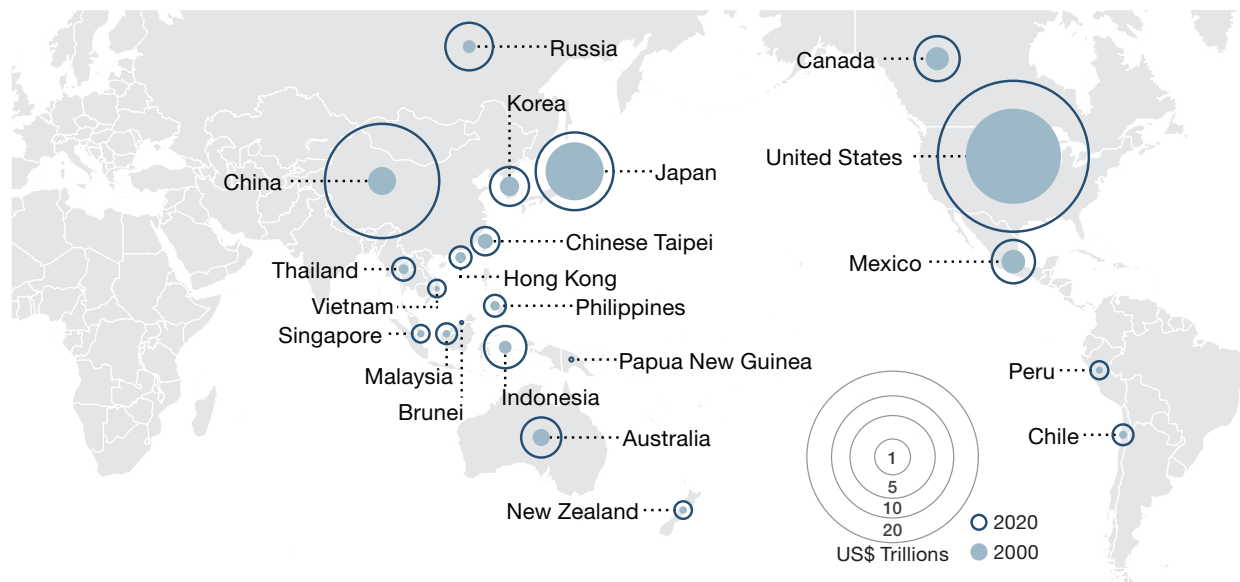 Russia
Canada
Korea
United States
China
Japan
Chinese Taipei
Thailand
Mexico
Hong Kong
Vietnam
Philippines
Singapore
Papua New Guinea
Malaysia
Peru
Indonesia
Brunei
Australia
Chile
1
5
10
20
New Zealand
2020
US$ Trillions
2000